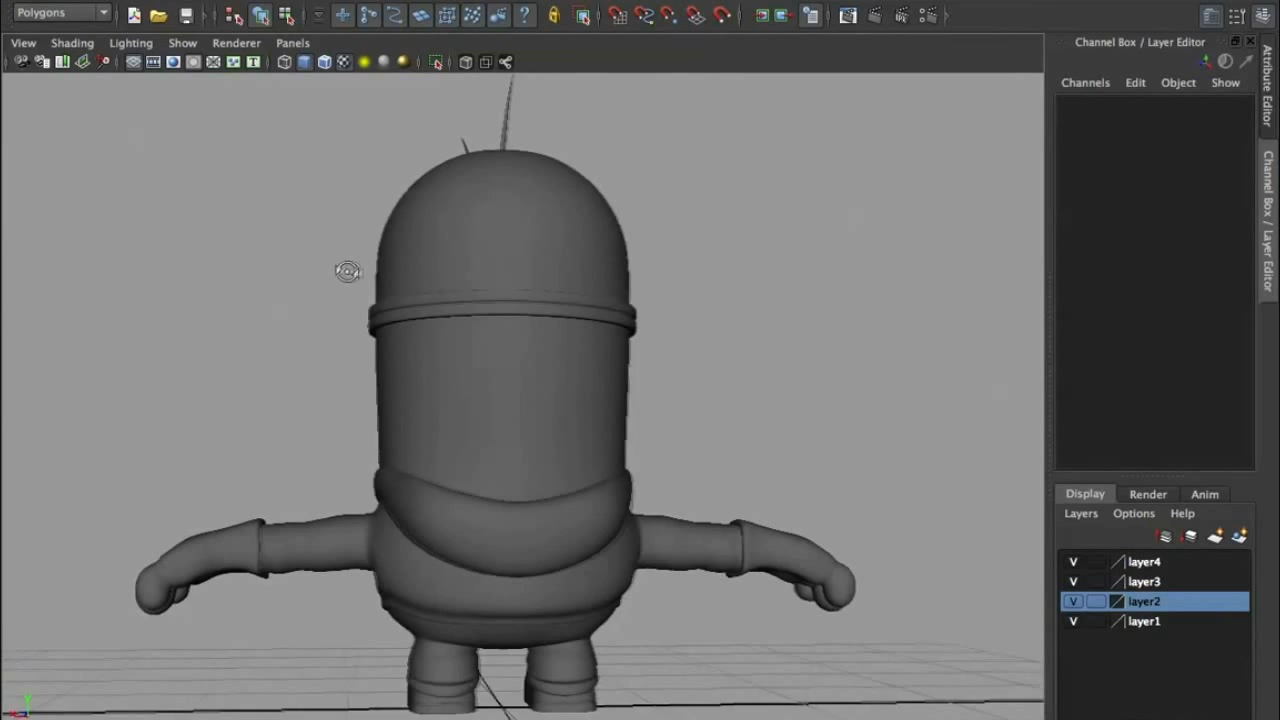 Polygons
View Shading Lighting Show Renderer Panels
Channel Box / Layer Editor
Channels Edit Object Show
Attribute Editor
Channel Box / Layer Editor
Display Render Anim
Layers Options Help
V layer4
V layer3
V layer2
V layer1
Y